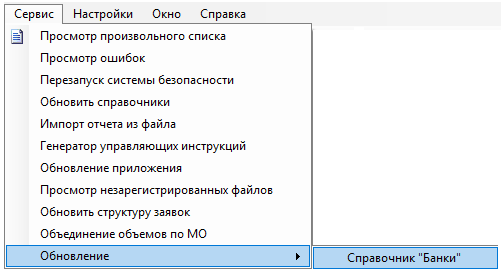 Сервис Настройки Окно Справка
Просмотр произвольного списка
Просмотр ошибок
Перезапуск системы безопасности
Обновить справочники
Импорт отчета из файла
Генератор управляющих инструкций
Обновление приложения
Просмотр незарегистрированных файлов
Обновить структуру заявок
Объединение объемов по МО
Обновление Справочник "Банки"